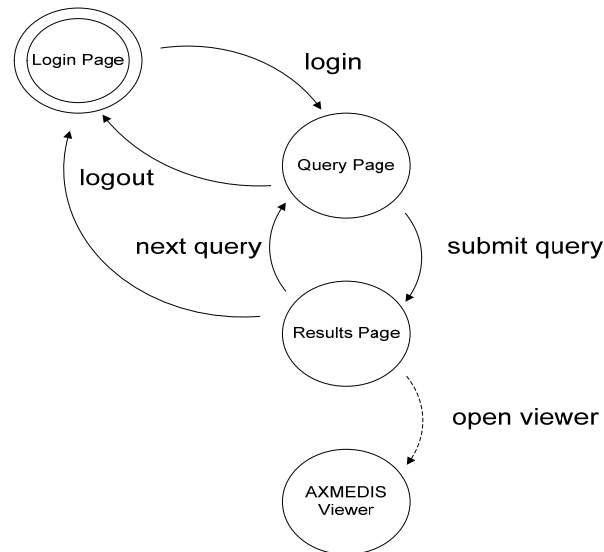 Login Page
login
Query Page
logout
next query
submit query
Results Page
open viewer
AXMEDIS
Viewer